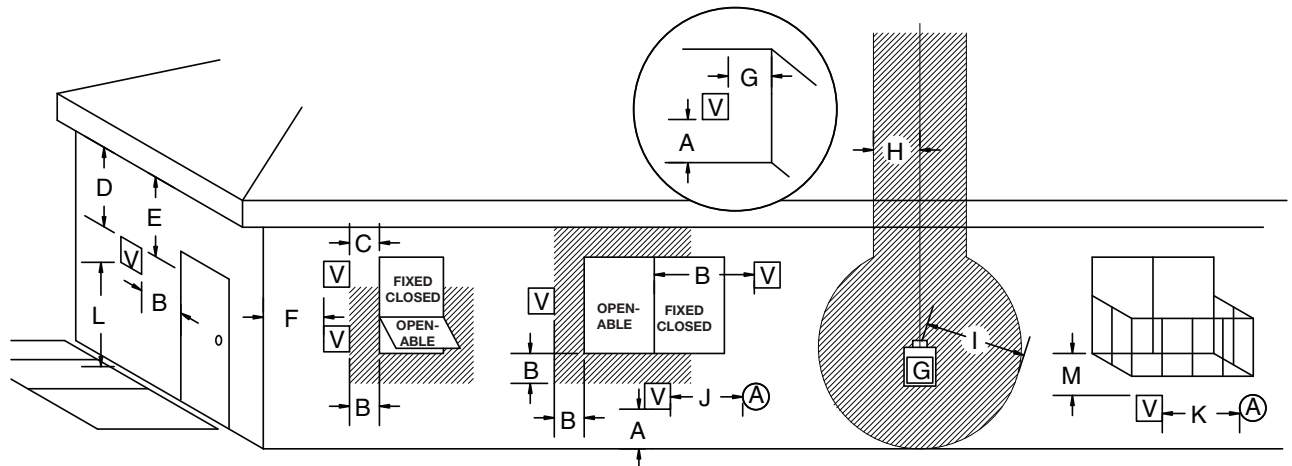 G
V
A
H
D
E
V
B
L
C
V
F
V
B
FIXED
CLOSED
OPEN-
ABLE
V
OPEN-
ABLE
FIXED
CLOSED
B
V
B
B
V
J
A
A
I
G
M
V
K
A